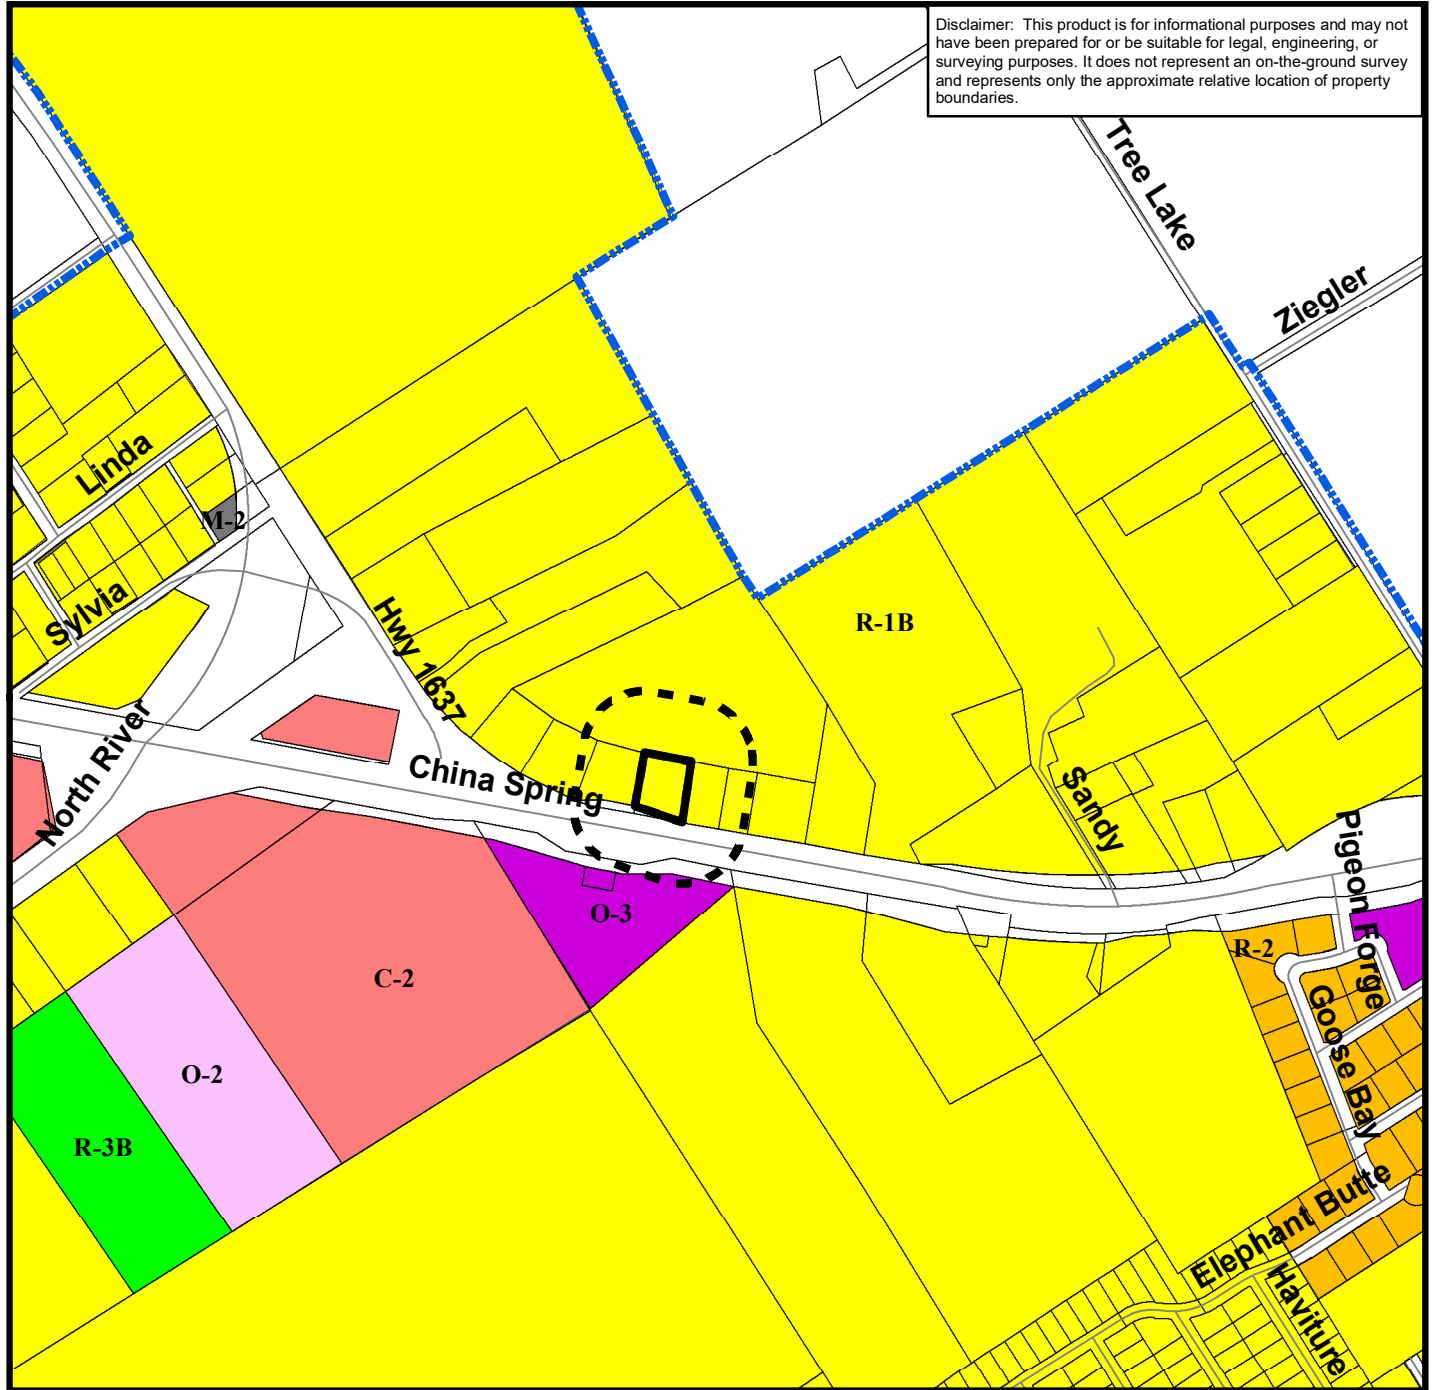 Disclaimer: This product is for informational purposes and may not
have been prepared for or be suitable for legal, engineering, or
surveying purposes. It does not represent an on-the-ground survey
and represents only the approximate relative location of property
boundaries.
Tree Lake
Ziegler
Linda
M-2
Sylvia
Hwy 1637
R-1B
North River
China Spring
Sandy
Pigeon Forge
O-3
R-2
C-2
Goose Bay
O-2
R-3B
Elephant Butte
Haviture